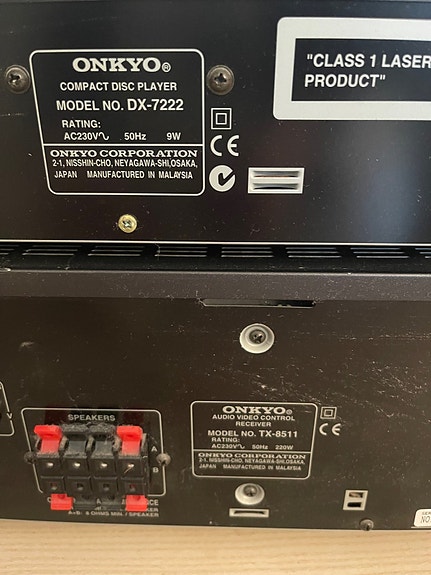 ONKYO®
COMPACT DISC PLAYER
MODEL NO. DX-7222
RATING:
AC230V∿ 50Hz 9W
ONKYO CORPORATION
2-1, NISSHIN-CHO, NEYAGAWA-SHI,OSAKA,
JAPAN MANUFACTURED IN MALAYSIA
CE
"CLASS 1 LASER
PRODUCT"
SPEAKERS
A
B
A+B: 8 OHMS MIN. / SPEAKER
ONKYO®
AUDIO VIDEO CONTROL
RECEIVER
MODEL NO. TX-8511
RATING:
AC230V∿ 50Hz 220W
ONKYO CORPORATION
2-1, NISSHIN-CHO, NEYAGAWA-SHI,OSAKA,
JAPAN MANUFACTURED IN MALAYSIA
CE
NO.